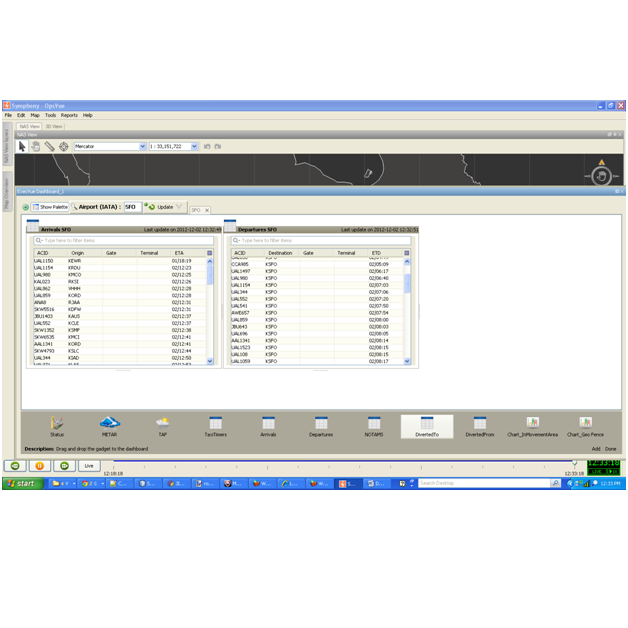 Symphony - OpsVue
File Edit Map Tools Reports Help
NAS View 3D View
NAS View
Mercator 1 : 33,151,722
NAS View layers
Map Overview
EnerVue Dashboard_1
Show Palette Airport (IATA) : SFO Update SFO
Arrivals SFO Last update on 2012-12-02 12:32:49
Type here to filter items
ACID Origin Gate Terminal ETA
UAL1150 KEWR 01/18:19
UAL1154 KRDU 02/12:23
UAL980 KMCO 02/12:25
KAL023 RKSI 02/12:26
UAL862 VHHH 02/12:28
UAL859 KORD 02/12:28
ANA8 RJAA 02/12:31
SKW5516 KDFW 02/12:31
JBU1403 KAUS 02/12:37
UAL552 KCLE 02/12:37
SKW1352 KSMF 02/12:38
SKW6535 KMCI 02/12:41
AAL1341 KORD 02/12:41
SKW4793 KSLC 02/12:44
UAL344 KIAD 02/12:50
Departures SFO Last update on 2012-12-02 12:32:51
Type here to filter items
ACID Destination Gate Terminal ETD
CCA985 KSFO 02/05:09
UAL1497 KSFO 02/06:17
UAL980 KSFO 02/06:40
UAL1154 KSFO 02/07:03
UAL344 KSFO 02/07:06
UAL552 KSFO 02/07:20
UAL541 KSFO 02/07:50
AWE657 KSFO 02/07:54
UAL859 KSFO 02/08:00
JBU643 KSFO 02/08:03
UAL696 KSFO 02/08:05
AAL1341 KSFO 02/08:14
UAL1523 KSFO 02/08:15
UAL108 KSFO 02/08:15
UAL1059 KSFO 02/08:17
Status METAR TAF TaxiTimers Arrivals Departures NOTAMS DivertedTo DivertedFrom Chart_InMovementArea Chart_Geo Fence
Description: Drag and drop the gadget to the dashboard Add Done
Live
12:18:18 12:33:18
12:33:18
start
Search Desktop
12:33 PM